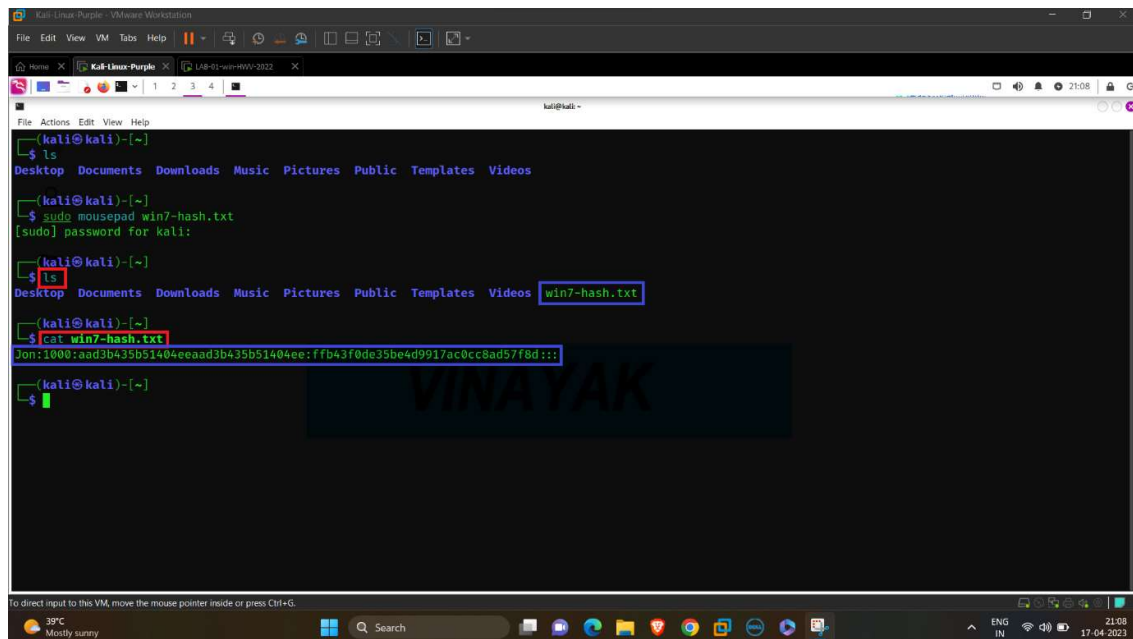 Kali-Linux-Purple - VMware Workstation
File Edit View VM Tabs Help
Home Kali-Linux-Purple LAB-01-win-HWV-2022
1 2 3 4 21:08
kali@kali: ~
File Actions Edit View Help
(kali㉿kali)-[~]
$ ls
Desktop Documents Downloads Music Pictures Public Templates Videos
(kali㉿kali)-[~]
$ sudo mousepad win7-hash.txt
[sudo] password for kali:
(kali㉿kali)-[~]
$ ls
Desktop Documents Downloads Music Pictures Public Templates Videos win7-hash.txt
(kali㉿kali)-[~]
$ cat win7-hash.txt
Jon:1000:aad3b435b51404eeaad3b435b51404ee:ffb43f0de35be4d9917ac0cc8ad57f8d:::
(kali㉿kali)-[~]
$
VINAYAK
To direct input to this VM, move the mouse pointer inside or press Ctrl+G.
39°C
Mostly sunny
Search
ENG
IN
21:08
17-04-2023